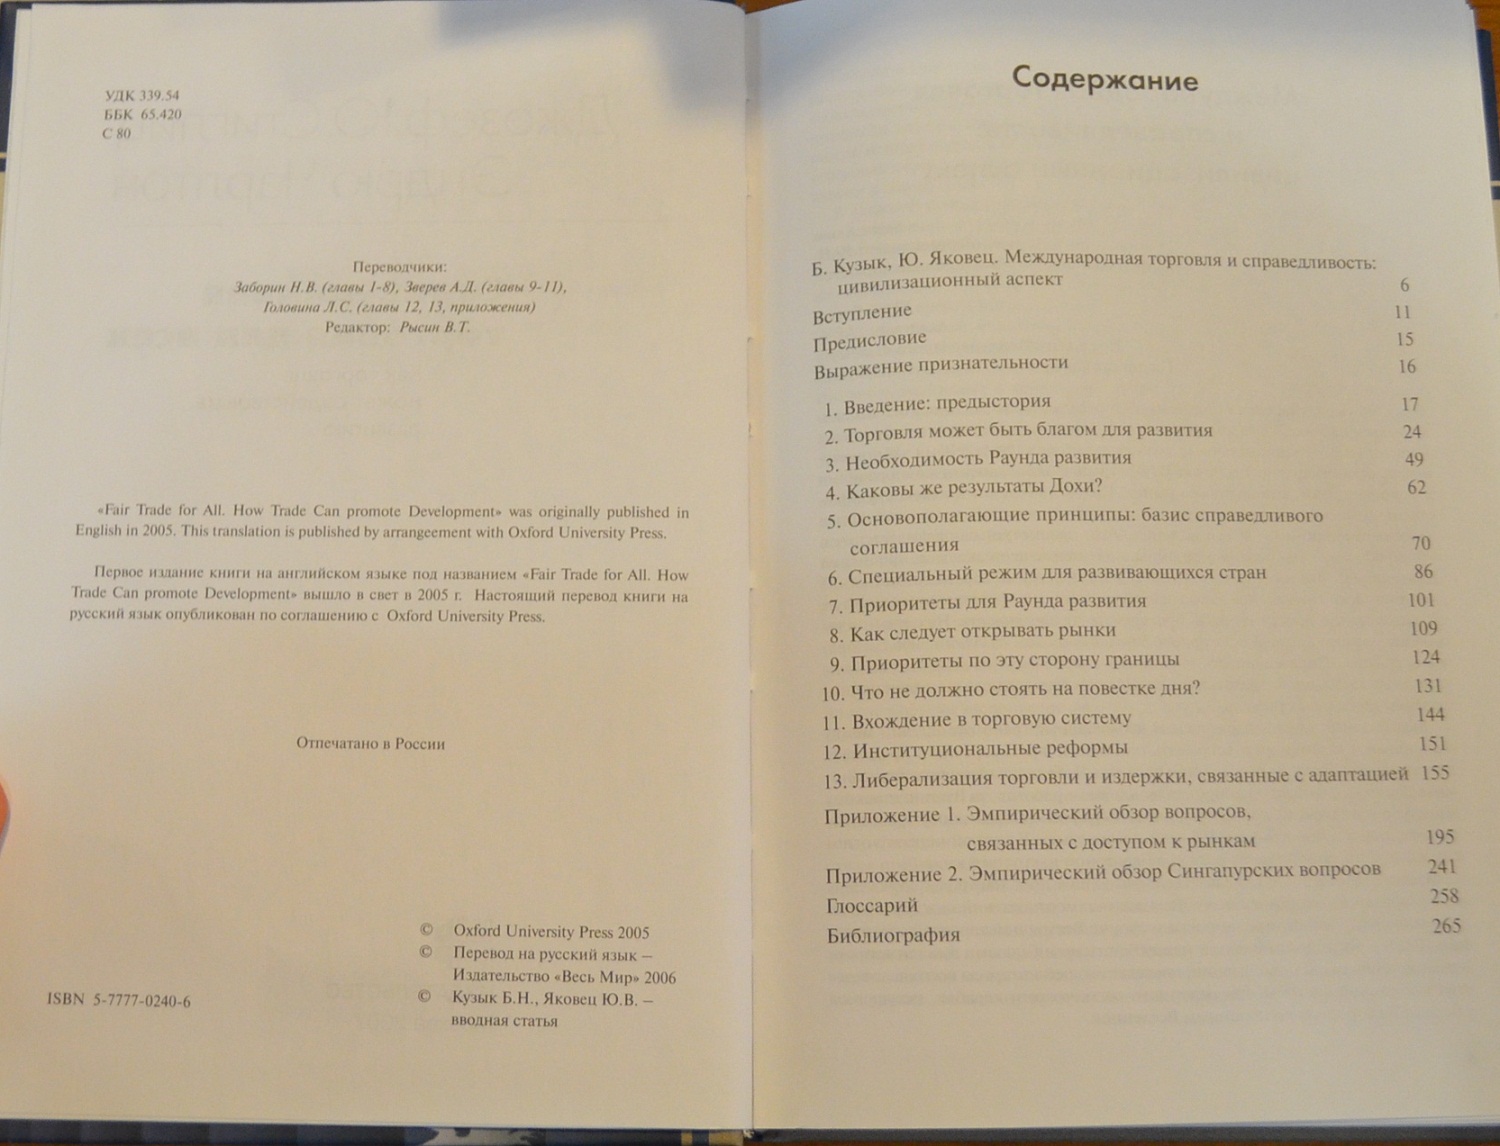 УДК 339.54
ББК 65.420
С 80
Переводчики:
Заборин Н.В. (главы 1-8), Зверев А.Д. (главы 9-11),
Головина Л.С. (главы 12, 13, приложения)
Редактор: Рысин В.Т.
«Fair Trade for All. How Trade Can promote Development» was originally published in
English in 2005. This translation is published by arrangeement with Oxford University Press.
Первое издание книги на английском языке под названием «Fair Trade for All. How
Trade Can promote Development» вышло в свет в 2005 г. Настоящий перевод книги на
русский язык опубликован по соглашению с Oxford University Press.
Отпечатано в России
© Oxford University Press 2005
© Перевод на русский язык –
Издательство «Весь Мир» 2006
© Кузык Б.Н., Яковец Ю.В. –
вводная статья
ISBN 5-7777-0240-6
Содержание
Б. Кузык, Ю. Яковец. Международная торговля и справедливость:
цивилизационный аспект 6
Вступление 11
Предисловие 15
Выражение признательности 16
1. Введение: предыстория 17
2. Торговля может быть благом для развития 24
3. Необходимость Раунда развития 49
4. Каковы же результаты Дохи? 62
5. Основополагающие принципы: базис справедливого
соглашения 70
6. Специальный режим для развивающихся стран 86
7. Приоритеты для Раунда развития 101
8. Как следует открывать рынки 109
9. Приоритеты по эту сторону границы 124
10. Что не должно стоять на повестке дня? 131
11. Вхождение в торговую систему 144
12. Институциональные реформы 151
13. Либерализация торговли и издержки, связанные с адаптацией 155
Приложение 1. Эмпирический обзор вопросов,
связанных с доступом к рынкам 195
Приложение 2. Эмпирический обзор Сингапурских вопросов 241
Глоссарий 258
Библиография 265